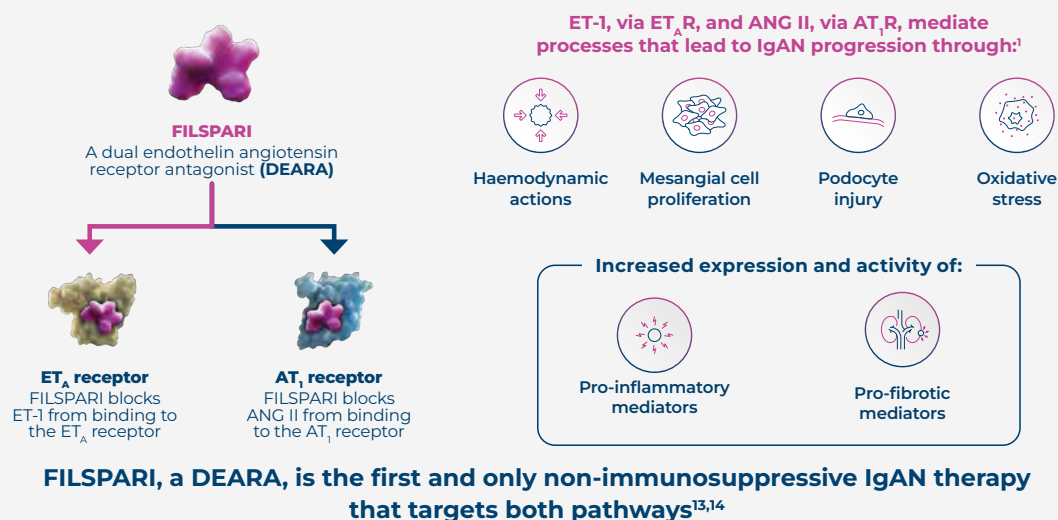 FILSPARI
A dual endothelin angiotensin
receptor antagonist (DEARA)
ET_A receptor
FILSPARI blocks
ET-1 from binding to
the ET_A receptor
AT₁ receptor
FILSPARI blocks
ANG II from binding
to the AT₁ receptor
ET-1, via ET_AR, and ANG II, via AT₁R, mediate
processes that lead to IgAN progression through:¹
Haemodynamic
actions
Mesangial cell
proliferation
Podocyte
injury
Oxidative
stress
Increased expression and activity of:
Pro-inflammatory
mediators
Pro-fibrotic
mediators
FILSPARI, a DEARA, is the first and only non-immunosuppressive IgAN therapy
that targets both pathways¹³,¹⁴